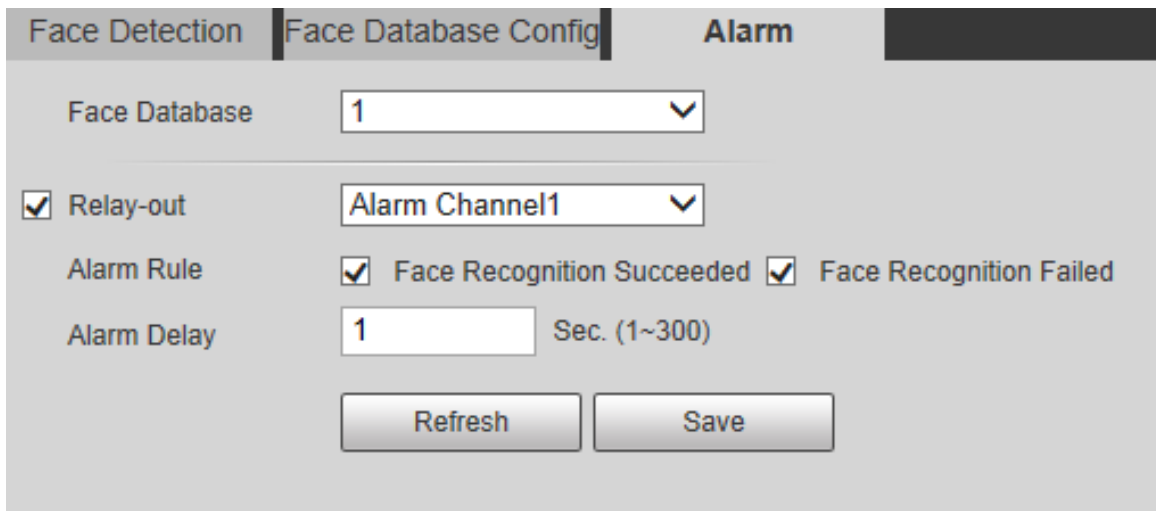 Face Detection Face Database Config Alarm
Face Database 1
Relay-out Alarm Channel1
Alarm Rule Face Recognition Succeeded Face Recognition Failed
Alarm Delay 1 Sec. (1~300)
Refresh Save